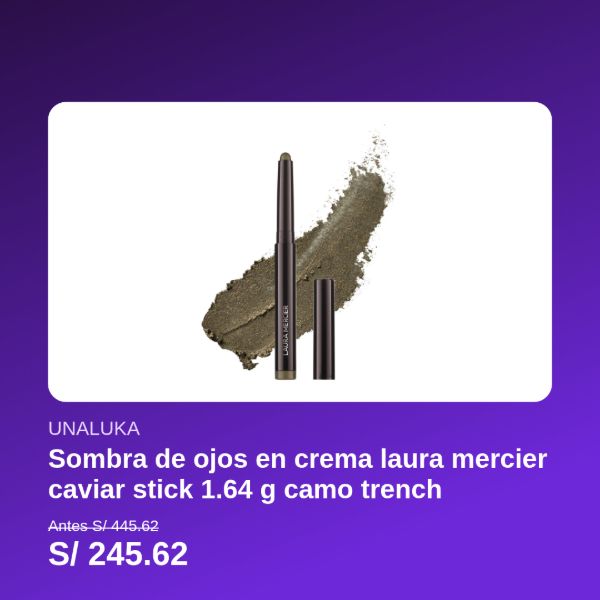 LAURA MERCIER
UNALUKA
Sombra de ojos en crema laura mercier
caviar stick 1.64 g camo trench
Antes S/ 445.62
S/ 245.62